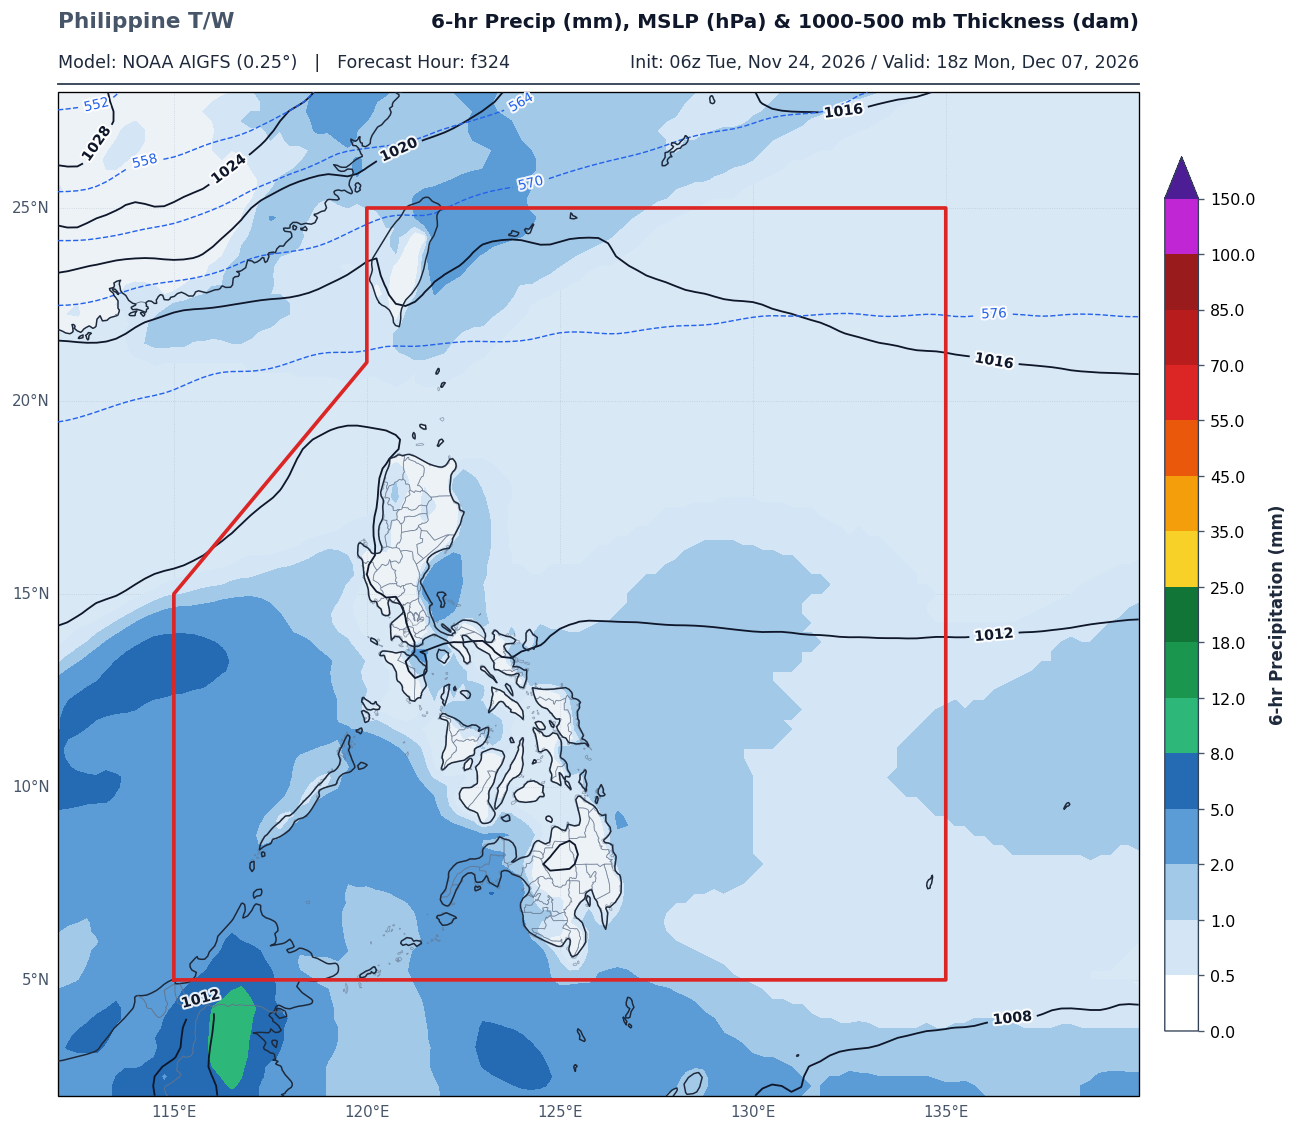 Philippine T/W
6-hr Precip (mm), MSLP (hPa) & 1000-500 mb Thickness (dam)
Model: NOAA AIGFS (0.25°) | Forecast Hour: f324
Init: 06z Tue, Nov 24, 2026 / Valid: 18z Mon, Dec 07, 2026
552
564
1016
1028
558
1024
1020
570
576
1016
1012
1012
1008
25°N
20°N
15°N
10°N
5°N
115°E
120°E
125°E
130°E
135°E
150.0
100.0
85.0
70.0
55.0
45.0
35.0
25.0
18.0
12.0
8.0
5.0
2.0
1.0
0.5
0.0
6-hr Precipitation (mm)